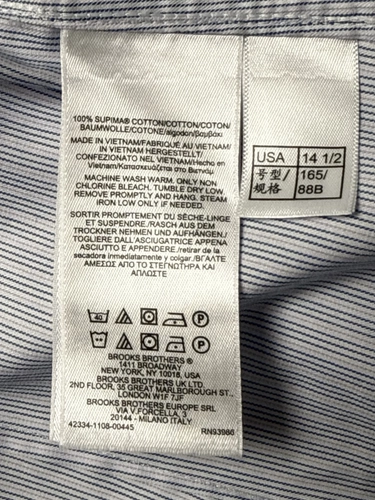 100% SUPIMA® COTTON/COTTON/COTON/
BAUMWOLLE/COTONE/algodon/βαμβάκι
MADE IN VIETNAM/FABRIQUÉ AU VIETNAM/
IN VIETNAM HERGESTELLT/
CONFEZIONATO NEL VIETNAM/Hecho en
Vietnam/Κατασκευάζεται στο Βιετνάμ
MACHINE WASH WARM. ONLY NON
CHLORINE BLEACH. TUMBLE DRY LOW
REMOVE PROMPTLY AND HANG. STEAM
IRON LOW ONLY IF NEEDED.
SORTIR PROMPTEMENT DU SÈCHE-LINGE
ET SUSPENDRE./RASCH AUS DEM
TROCKNER NEHMEN UND AUFHÄNGEN./
TOGLIERE DALL'ASCIUGATRICE APPENA
ASCIUTTO E APPENDERE./retirar de la
secadora inmediatamente y colgar./ΒΓΑΛΤΕ
ΑΜΕΣΩΣ ΑΠΟ ΤΟ ΣΤΕΓΝΩΤΗΡΑ ΚΑΙ
ΑΠΛΩΣΤΕ
40 P
P
BROOKS BROTHERS ®
1411 BROADWAY
NEW YORK, NY 10018, USA
BROOKS BROTHERS UK LTD.
2ND FLOOR, 35 GREAT MARLBOROUGH ST.,
LONDON W1F 7JF
BROOKS BROTHERS EUROPE SRL
VIA V.FORCELLA, 3
20144 - MILANO ITALY
42334-1108-00445 RN93986
USA 14 1/2
号型/ 165/
规格 88B